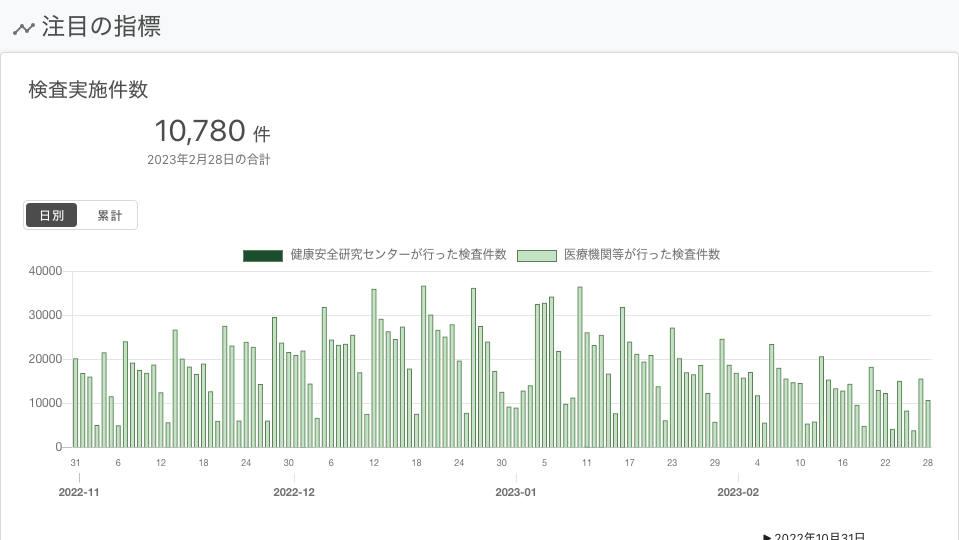 注目の指標
検査実施件数
10,780 件
2023年2月28日の合計
日別 累計
健康安全研究センターが行った検査件数 医療機関等が行った検査件数
40000
30000
20000
10000
0
31 6 12 18 24 30 6 12 18 24 30 5 11 17 23 29 4 10 16 22 28
2022-11 2022-12 2023-01 2023-02
▶ 2022年10月31日